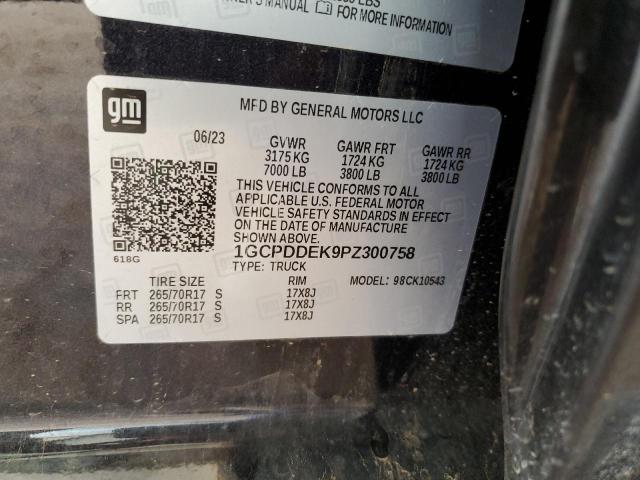 NER'S MANUAL FOR MORE INFORMATION
gm
MFD BY GENERAL MOTORS LLC
06/23 GVWR GAWR FRT GAWR RR
3175 KG 1724 KG 1724 KG
7000 LB 3800 LB 3800 LB
THIS VEHICLE CONFORMS TO ALL
APPLICABLE U.S. FEDERAL MOTOR
VEHICLE SAFETY STANDARDS IN EFFECT
ON THE DATE OF MANUFACTURE
SHOWN ABOVE.
618G
1GCPDDEK9PZ300758
TYPE: TRUCK MODEL: 98CK10543
TIRE SIZE RIM
FRT 265/70R17 S 17X8J
RR 265/70R17 S 17X8J
SPA 265/70R17 S 17X8J